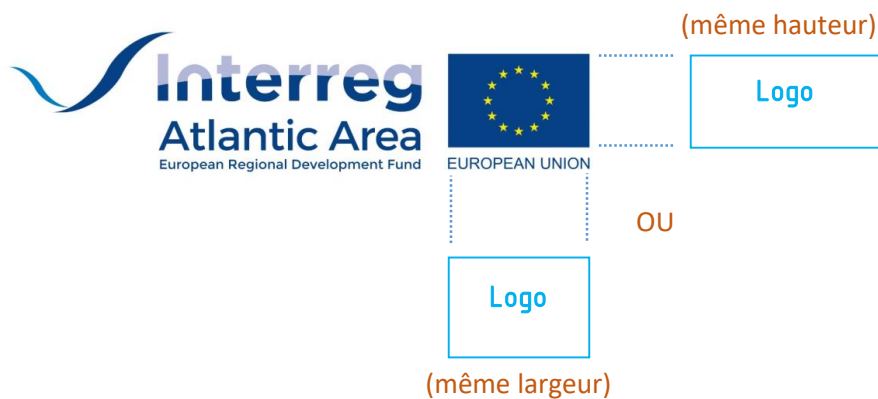 (même hauteur)
Interreg
Atlantic Area
European Regional Development Fund
EUROPEAN UNION
Logo
OU
Logo
(même largeur)